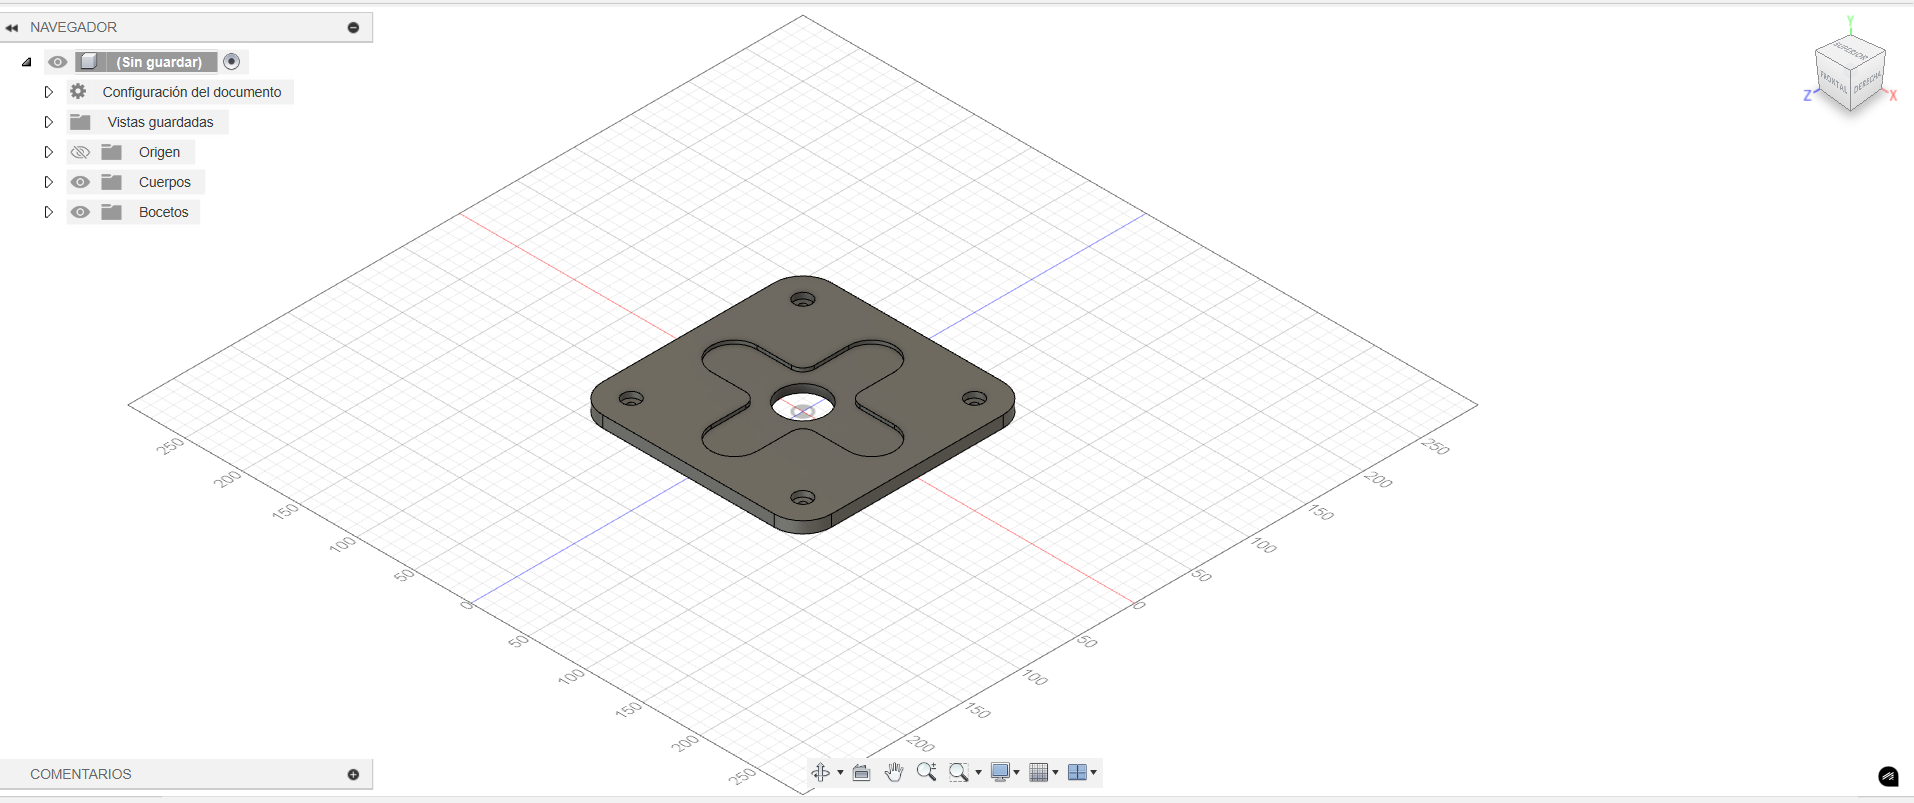 NAVEGADOR
(Sin guardar)
Configuración del documento
Vistas guardadas
Origen
Cuerpos
Bocetos
Y
SUPERIOR
FRONTAL
DERECHA
Z
X
250
200
150
100
50
0
50
100
150
200
250
250
200
150
100
50
0
50
100
150
200
COMENTARIOS